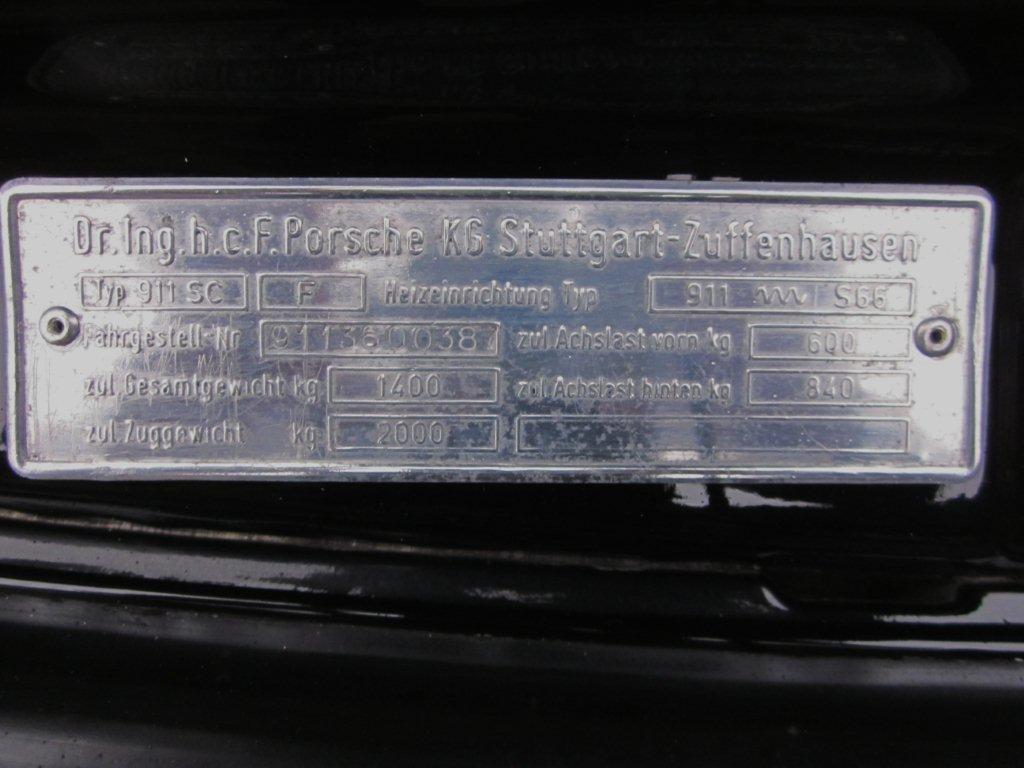 Dr.Ing.h.c.F.Porsche KG Stuttgart-Zuffenhausen
Typ 911 SC F Heizeinrichtung Typ 911 S66
Fahrgestell-Nr 9113600387 zul.Achslast vorn kg 600
zul.Gesamtgewicht kg 1400 zul.Achslast hinten kg 840
zul.Zuggewicht kg 2000